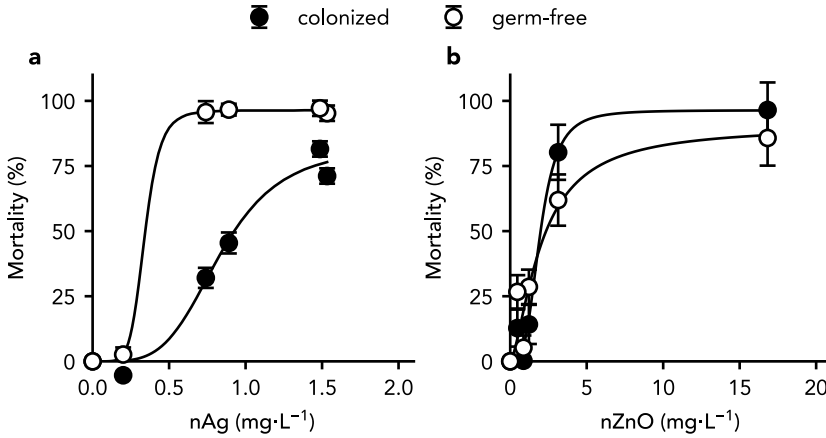 colonized germ-free
a
100
75
50
25
0
Mortality (%)
0.0 0.5 1.0 1.5 2.0
nAg (mg·L⁻¹)
b
100
75
50
25
0
Mortality (%)
0 5 10 15 20
nZnO (mg·L⁻¹)